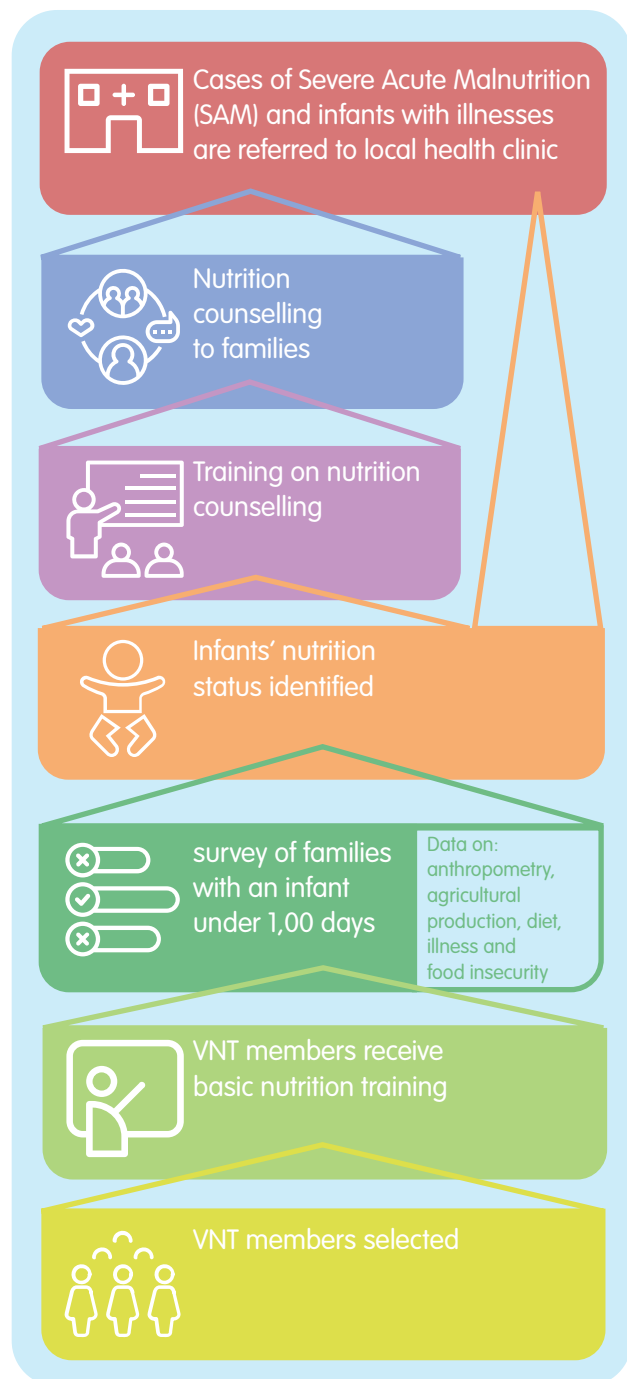 Cases of Severe Acute Malnutrition
(SAM) and infants with illnesses
are referred to local health clinic
Nutrition
counselling
to families
Training on nutrition
counselling
Infants’ nutrition
status identified
survey of families
with an infant
under 1,00 days
Data on:
anthropometry,
agricultural
production, diet,
illness and
food insecurity
VNT members receive
basic nutrition training
VNT members selected